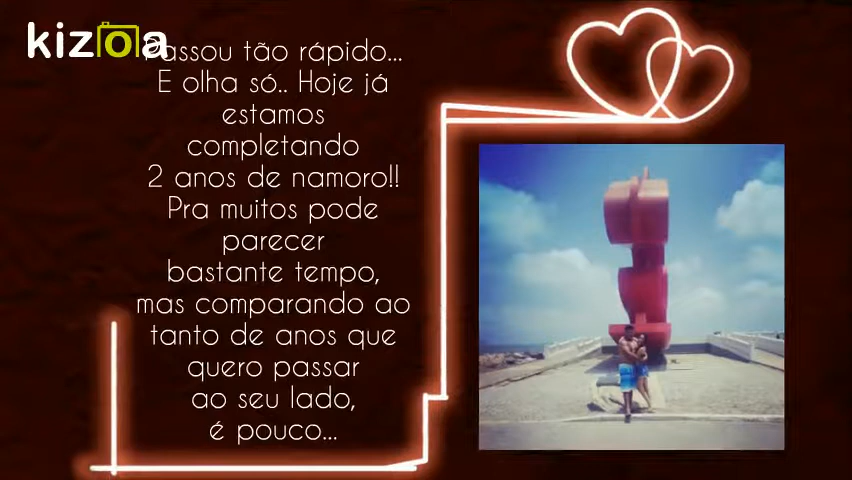 kizoa
Passou tão rápido...
E olha só.. Hoje já
estamos
completando
2 anos de namoro!!
Pra muitos pode
parecer
bastante tempo,
mas comparando ao
tanto de anos que
quero passar
ao seu lado,
é pouco...